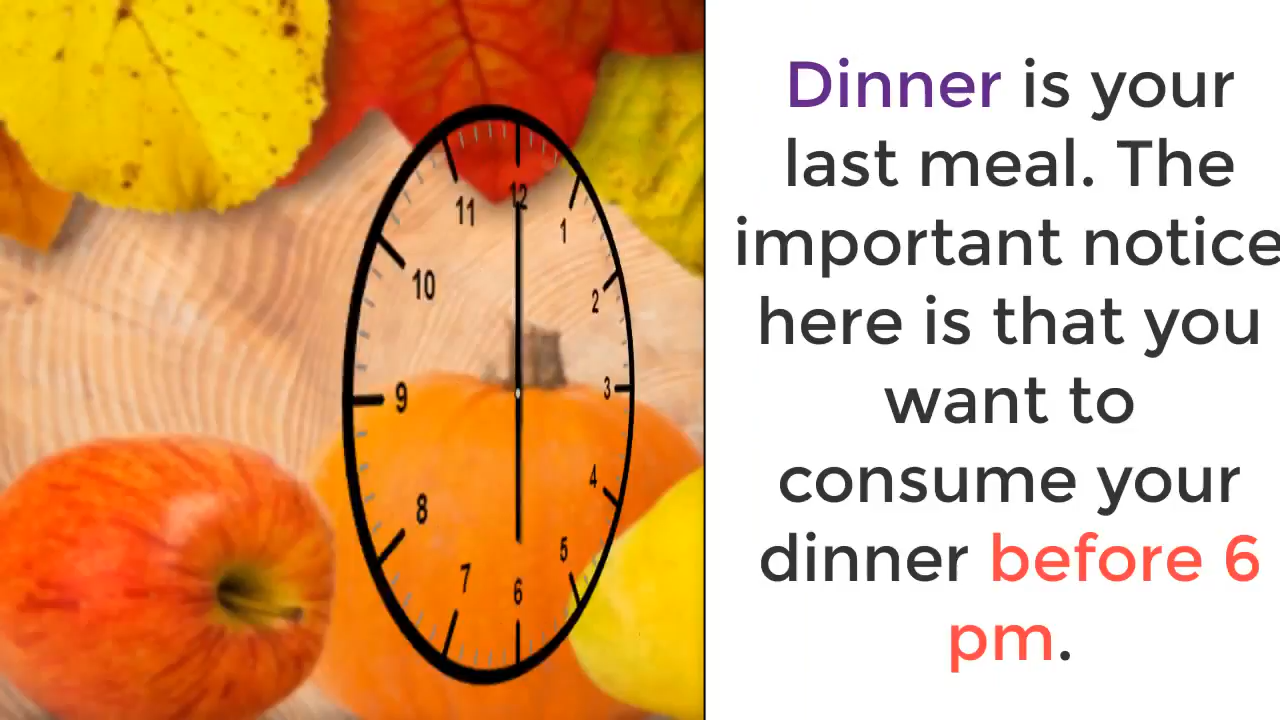 Dinner is your
last meal. The
important notice
here is that you
want to
consume your
dinner before 6
pm.
12
11
1
10
2
9
3
8
4
7
5
6